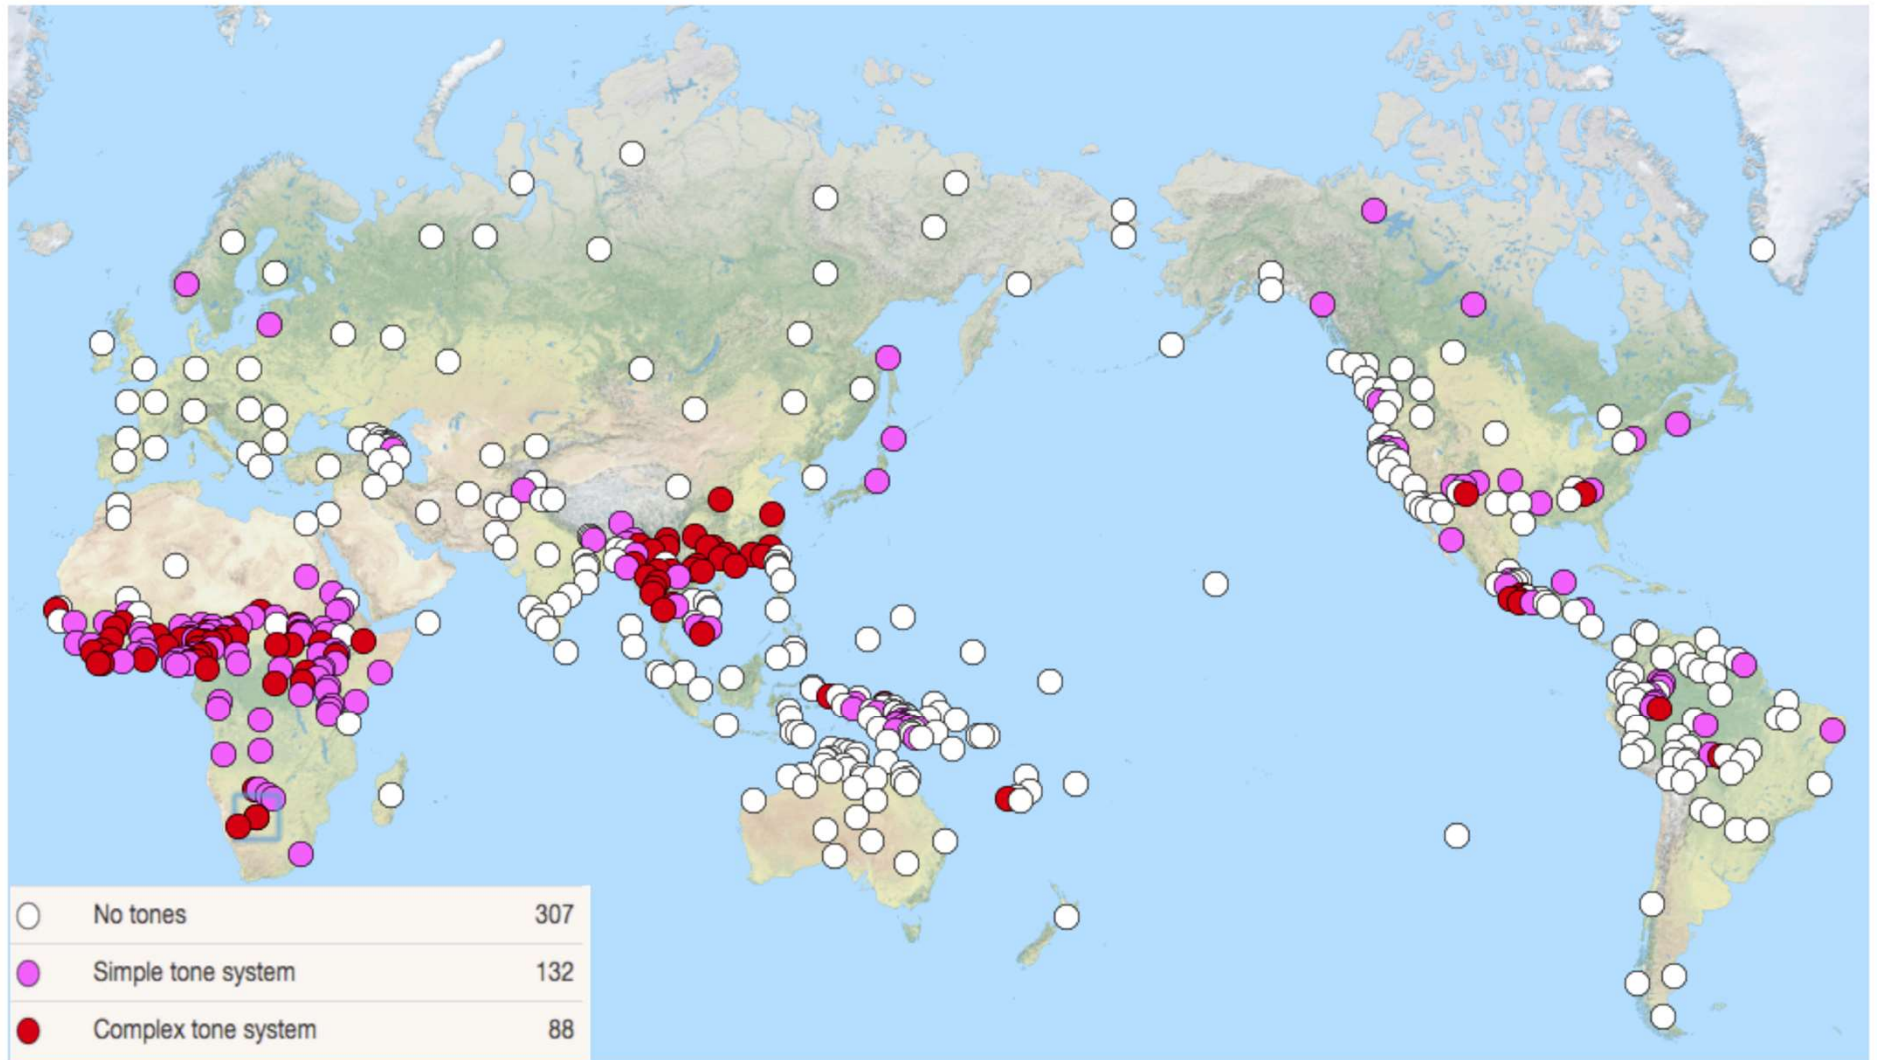 No tones 307
Simple tone system 132
Complex tone system 88